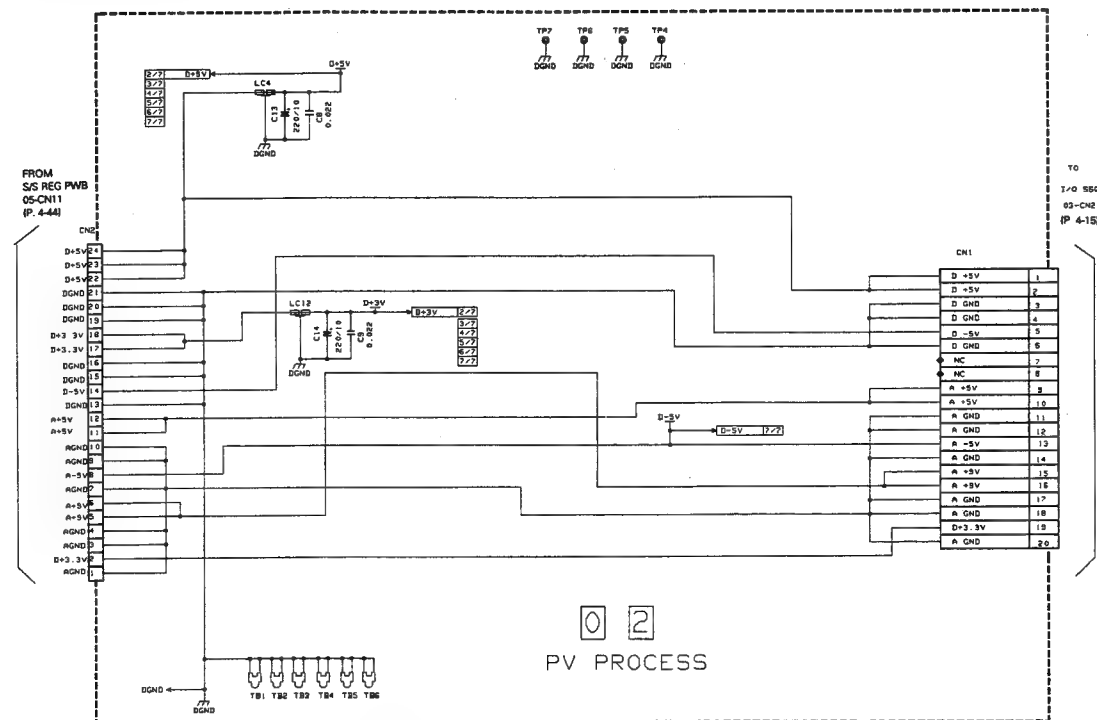 TP7 TP6 TP5 TP4
DGND DGND DGND DGND
D+5V
2/7 D+5V
3/7
4/7
5/7
6/7
7/7
LC4
C13
220/10
C8
0.022
DGND
FROM
S/S REG PWB
05-CN11
(P. 4-44)
CN2
D+5V 24
D+5V 23
D+5V 22
DGND 21
DGND 20
DGND 19
D+3 3V 18
D+3.3V 17
DGND 16
DGND 15
D-5V 14
DGND 13
A+5V 12
A+5V 11
AGND 10
AGND 9
A-5V 8
AGND 7
6
A+9V 5
AGND 4
AGND 3
D+3.3V 2
AGND 1
LC12
D+3V
D+3V 2/7
3/7
4/7
5/7
6/7
7/7
C14
220/10
C9
0.022
DGND
D-5V
D-5V 7/7
TO
03-CN2
CN1
D +5V 1
D +5V 2
D GND 3
D GND 4
D -5V 5
D GND 6
NC 7
NC 8
A +5V 9
A +5V 10
A GND 11
A GND 12
A -5V 13
A GND 14
A +9V 15
A +9V 16
A GND 17
A GND 18
D+3.3V 19
A GND 20
0 2
PV PROCESS
DGND
DGND
TB1 TB2 TB3 TB4 TB5 TB6